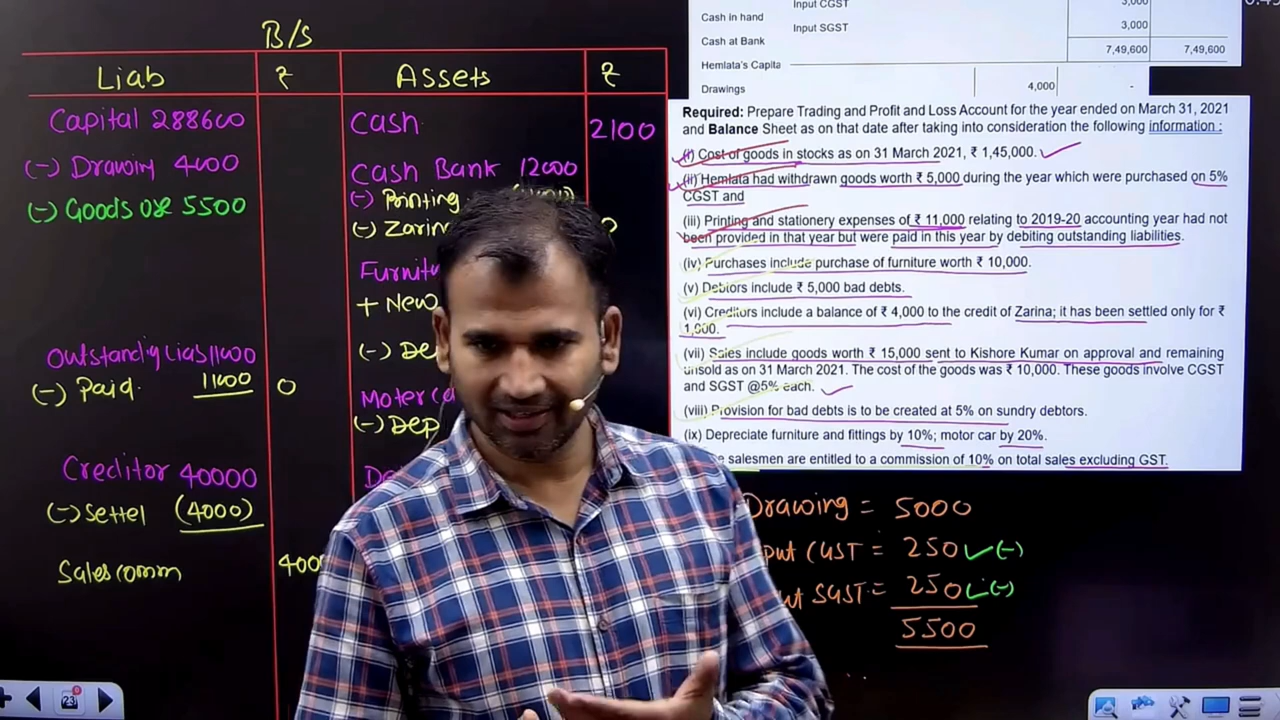 B/S
Liab ₹ Assets ₹
Capital 288600
(-) Drawing 4000
(-) Goods use 5500
Outstandig Liab 11000
(-) Paid. 11000 0
Creditor 40000
(-) Settel (4000)
Sales comm 4000
Cash 2100
Cash Bank 12000
(-) Printing
(-) Zarin
Furnitu
+ New
(-) De
Moter (a
(-) Dep
De
Input CGST 3,000
Cash in hand
Input SGST 3,000
Cash at Bank
7,49,600 7,49,600
Hemlata's Capita
Drawings 4,000 -
Required: Prepare Trading and Profit and Loss Account for the year ended on March 31, 2021
and Balance Sheet as on that date after taking into consideration the following information :
(i) Cost of goods in stocks as on 31 March 2021, ₹ 1,45,000.
(ii) Hemlata had withdrawn goods worth ₹ 5,000 during the year which were purchased on 5%
CGST and
(iii) Printing and stationery expenses of ₹ 11,000 relating to 2019-20 accounting year had not
been provided in that year but were paid in this year by debiting outstanding liabilities.
(iv) Purchases include purchase of furniture worth ₹ 10,000.
(v) Debtors include ₹ 5,000 bad debts.
(vi) Creditors include a balance of ₹ 4,000 to the credit of Zarina; it has been settled only for ₹
1,000.
(vii) Sales include goods worth ₹ 15,000 sent to Kishore Kumar on approval and remaining
unsold as on 31 March 2021. The cost of the goods was ₹ 10,000. These goods involve CGST
and SGST @5% each.
(viii) Provision for bad debts is to be created at 5% on sundry debtors.
(ix) Depreciate furniture and fittings by 10%; motor car by 20%.
e salesmen are entitled to a commission of 10% on total sales excluding GST.
Drawing = 5000
put CGST = 250 (-)
ut SGST = 250 (-)
5500
23